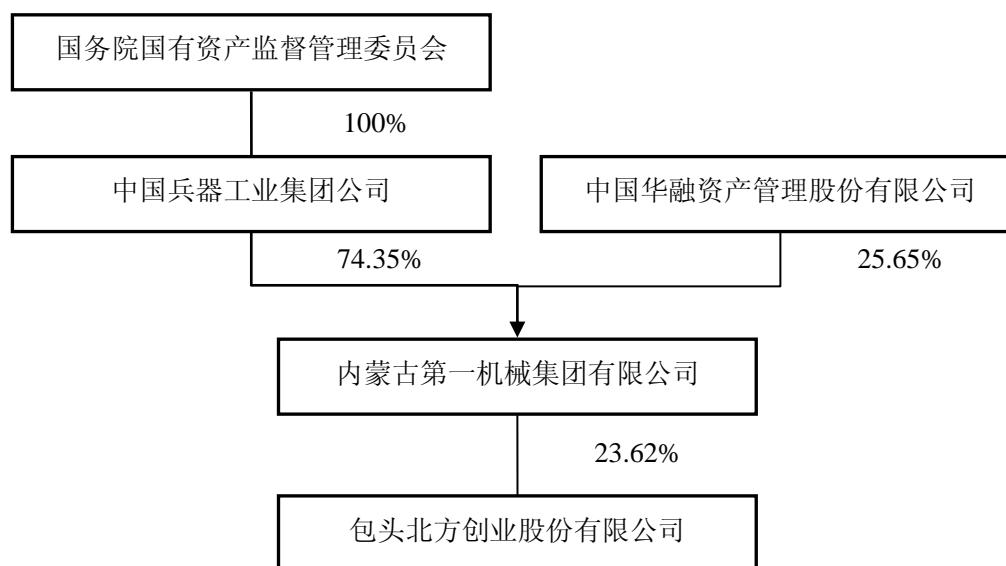 国务院国有资产监督管理委员会
100%
中国兵器工业集团公司
中国华融资产管理股份有限公司
74.35%
25.65%
内蒙古第一机械集团有限公司
23.62%
包头北方创业股份有限公司